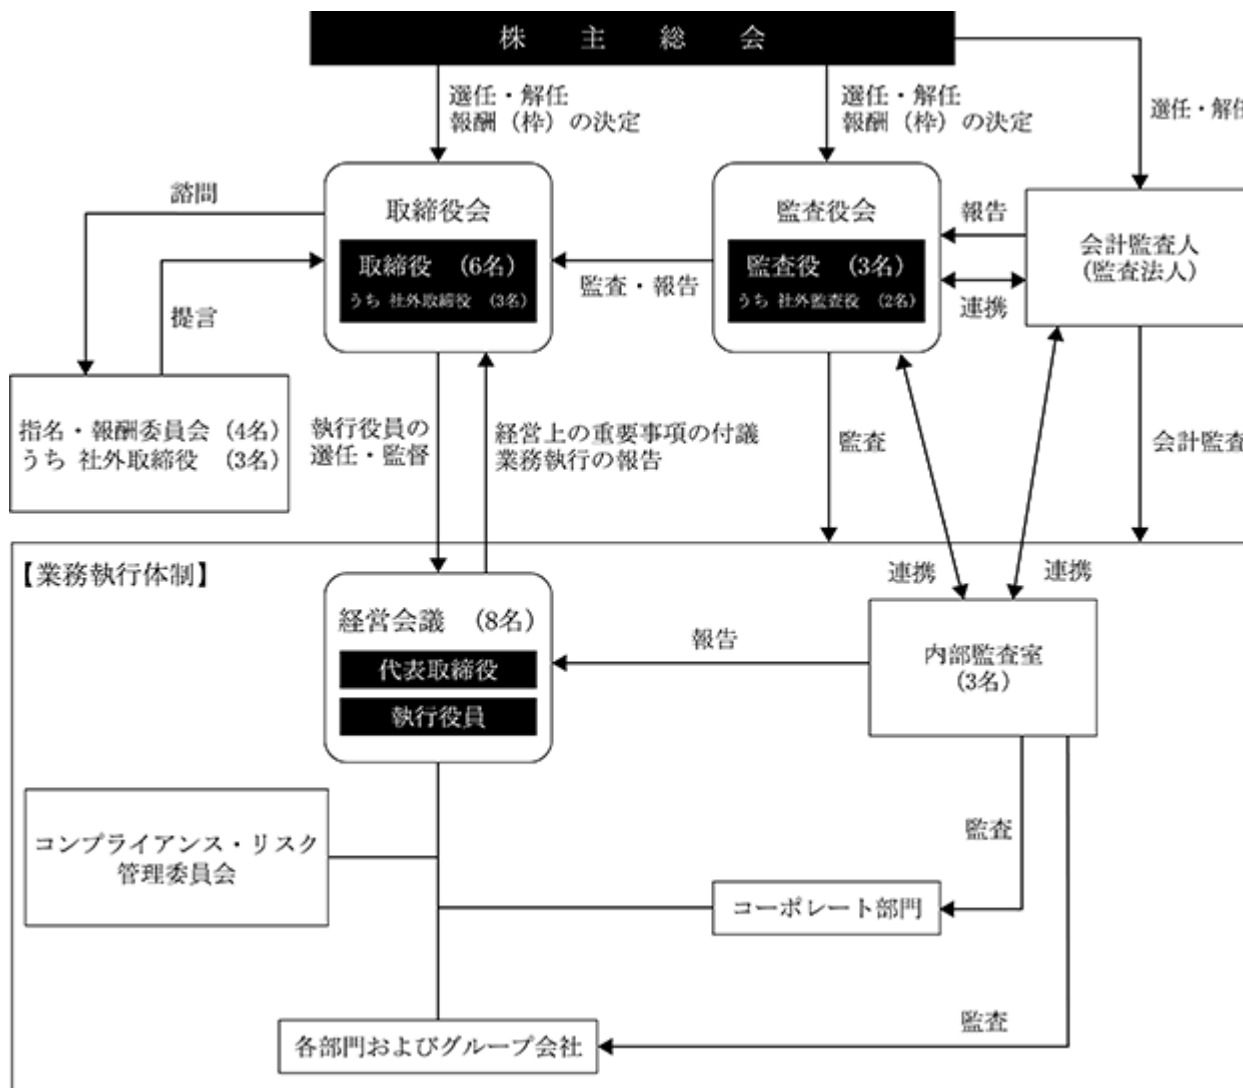 株主総会
選任・解任
報酬（枠）の決定
選任・解任
報酬（枠）の決定
選任・解任
諮問
取締役会
取締役 （6名）
うち 社外取締役 （3名）
監査・報告
監査役会
監査役 （3名）
うち 社外監査役 （2名）
報告
連携
会計監査人
（監査法人）
提言
指名・報酬委員会（4名）
うち 社外取締役 （3名）
執行役員の
選任・監督
経営上の重要事項の付議
業務執行の報告
監査
会計監査
【業務執行体制】
連携
連携
経営会議 （8名）
代表取締役
執行役員
報告
内部監査室
（3名）
コンプライアンス・リスク
管理委員会
監査
コーポレート部門
監査
各部門およびグループ会社